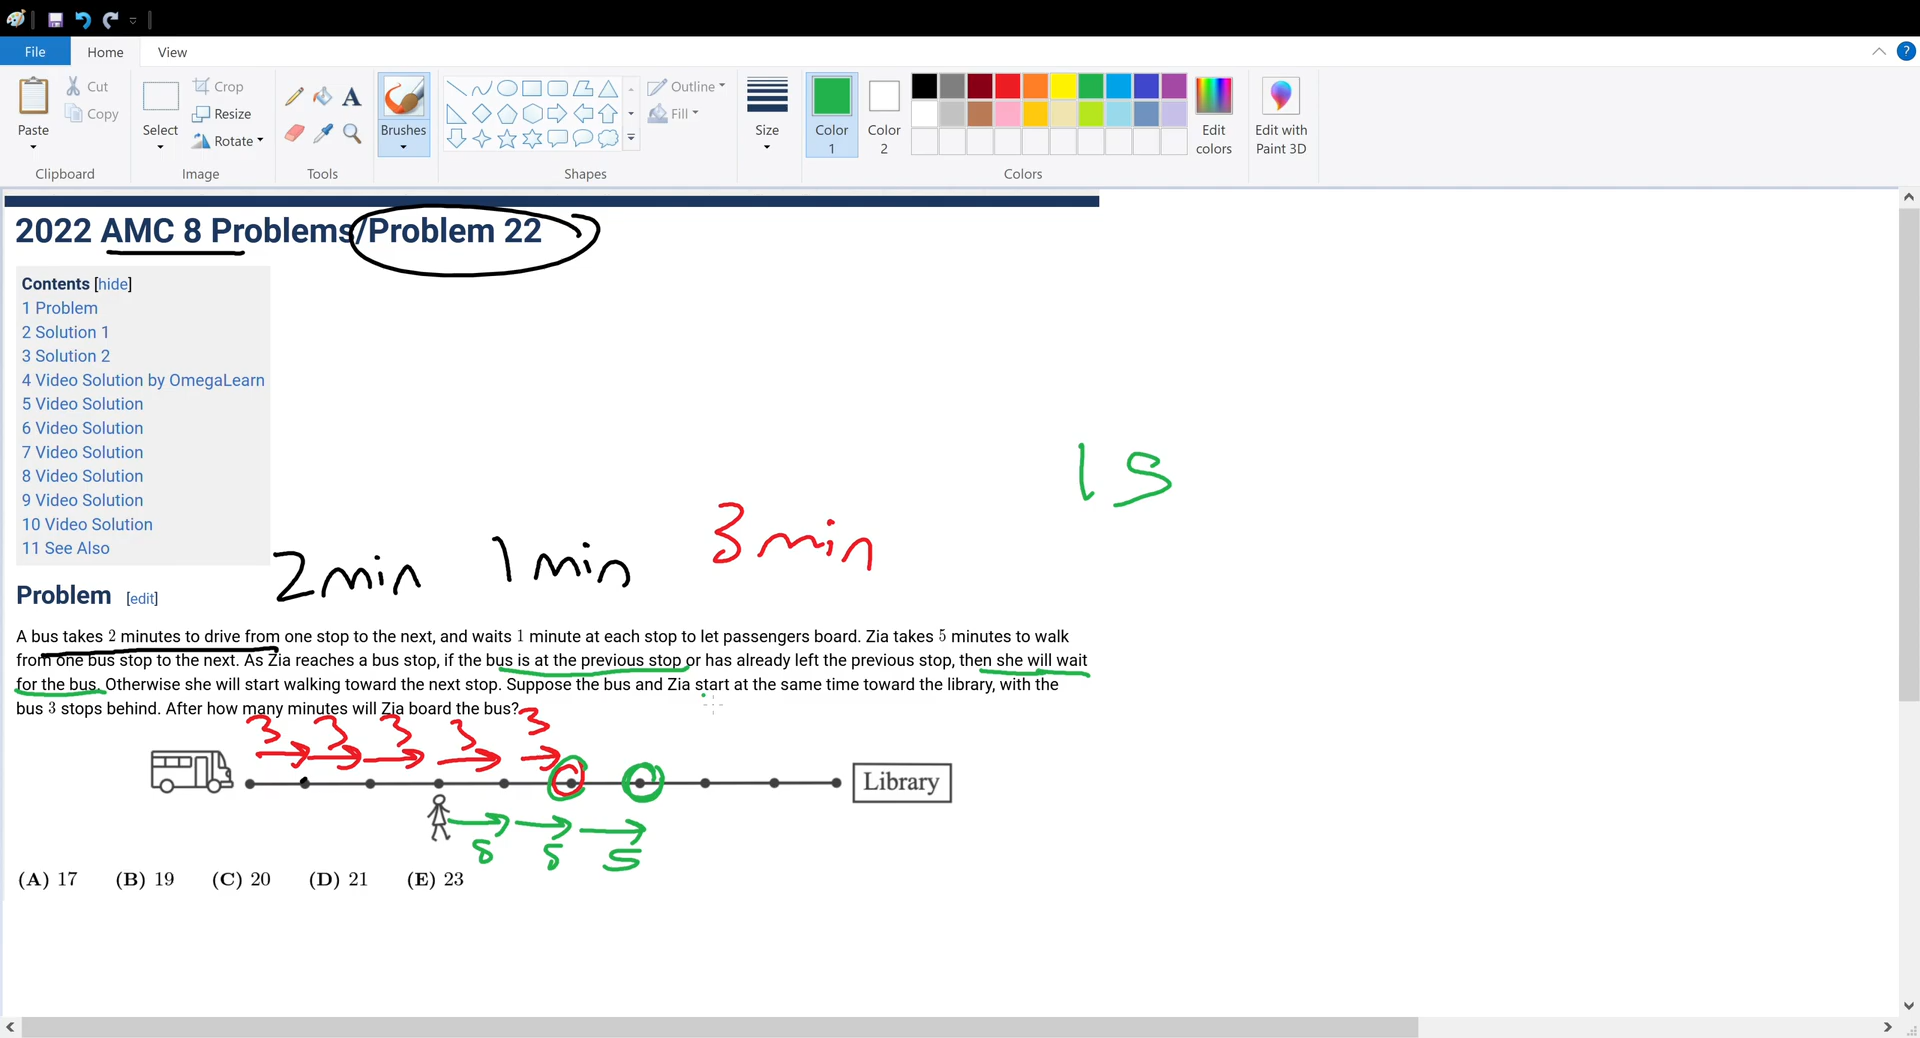 File Home View
Paste
Cut
Copy
Clipboard
Select
Crop
Resize
Rotate
Image
A
Tools
Brushes
Outline
Fill
Shapes
Size
Color 1
Color 2
Edit colors
Edit with Paint 3D
Colors
?
2022 AMC 8 Problems/Problem 22
Contents [hide]
1 Problem
2 Solution 1
3 Solution 2
4 Video Solution by OmegaLearn
5 Video Solution
6 Video Solution
7 Video Solution
8 Video Solution
9 Video Solution
10 Video Solution
11 See Also
15
2min 1min 3min
Problem [edit]
A bus takes 2 minutes to drive from one stop to the next, and waits 1 minute at each stop to let passengers board. Zia takes 5 minutes to walk
from one bus stop to the next. As Zia reaches a bus stop, if the bus is at the previous stop or has already left the previous stop, then she will wait
for the bus. Otherwise she will start walking toward the next stop. Suppose the bus and Zia start at the same time toward the library, with the
bus 3 stops behind. After how many minutes will Zia board the bus?
3 3 3 3 3
Library
5 5 5
(A) 17 (B) 19 (C) 20 (D) 21 (E) 23